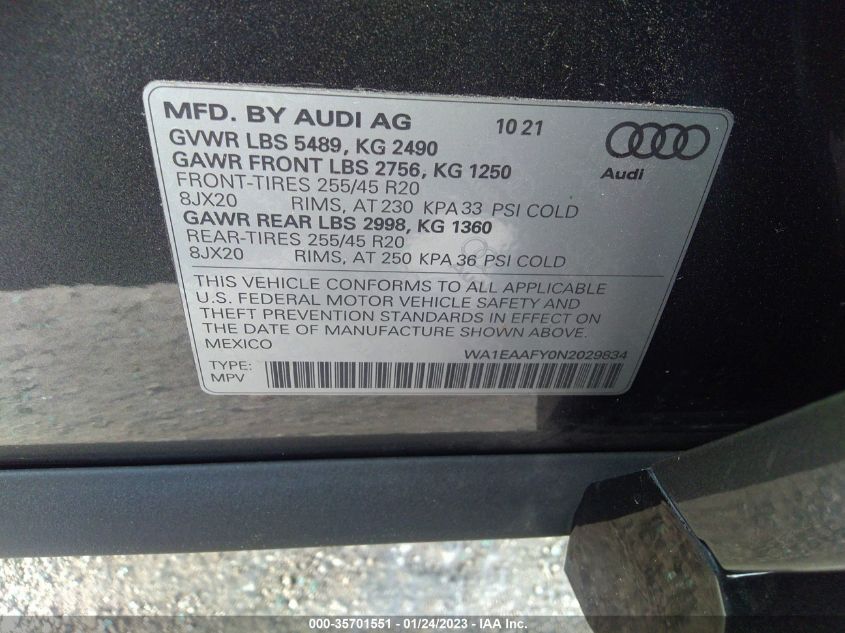 MFD. BY AUDI AG 10 21
GVWR LBS 5489, KG 2490
GAWR FRONT LBS 2756, KG 1250
Audi
FRONT-TIRES 255/45 R20
8JX20 RIMS, AT 230 KPA 33 PSI COLD
GAWR REAR LBS 2998, KG 1360
REAR-TIRES 255/45 R20
8JX20 RIMS, AT 250 KPA 36 PSI COLD
THIS VEHICLE CONFORMS TO ALL APPLICABLE
U.S. FEDERAL MOTOR VEHICLE SAFETY AND
THEFT PREVENTION STANDARDS IN EFFECT ON
THE DATE OF MANUFACTURE SHOWN ABOVE.
MEXICO WA1EAAFY0N2029834
TYPE:
MPV
000-35701551 — 01/24/2023 — IAA Inc.